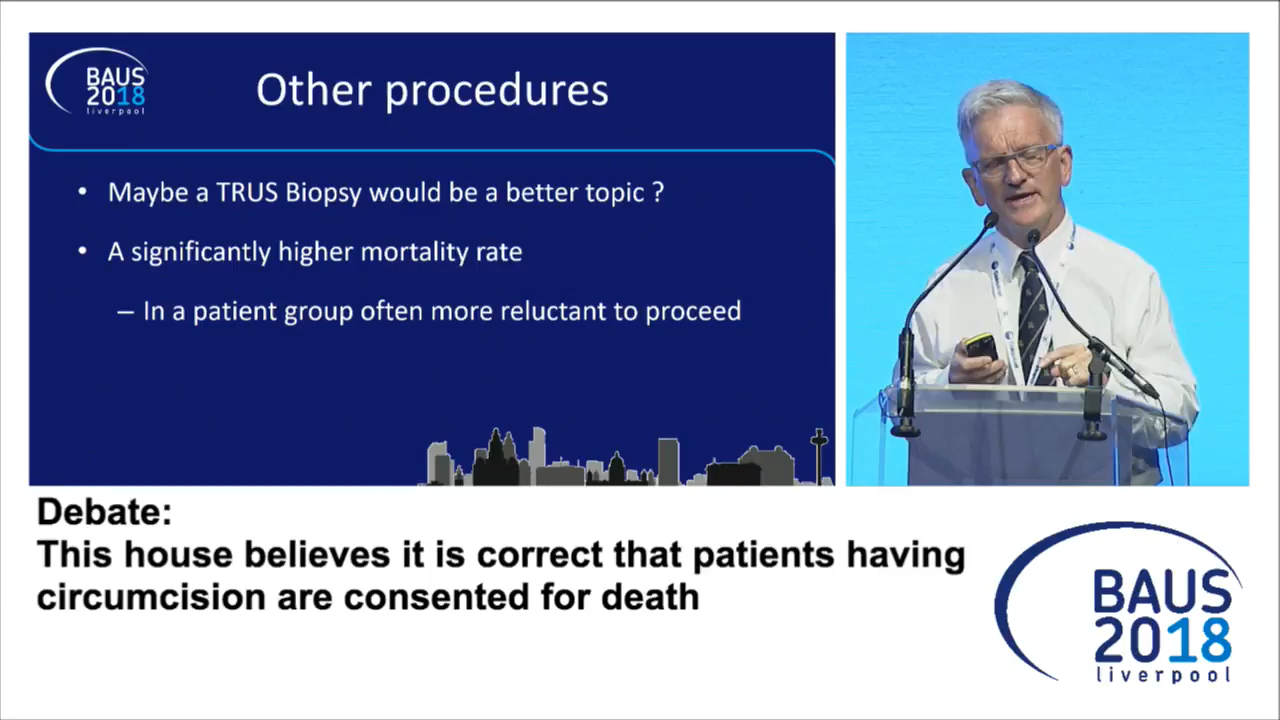 BAUS
2018
liverpool
Other procedures
• Maybe a TRUS Biopsy would be a better topic ?
• A significantly higher mortality rate
– In a patient group often more reluctant to proceed
Debate:
This house believes it is correct that patients having
circumcision are consented for death
BAUS
2018
liverpool